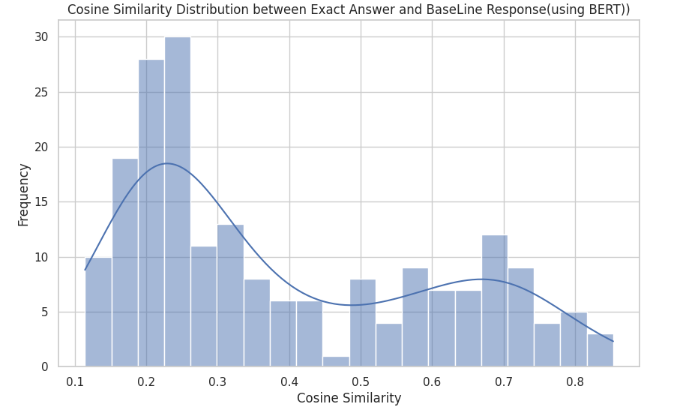 Cosine Similarity Distribution between Exact Answer and BaseLine Response(using BERT))
30
25
20
15
10
5
0
Frequency
0.1 0.2 0.3 0.4 0.5 0.6 0.7 0.8
Cosine Similarity